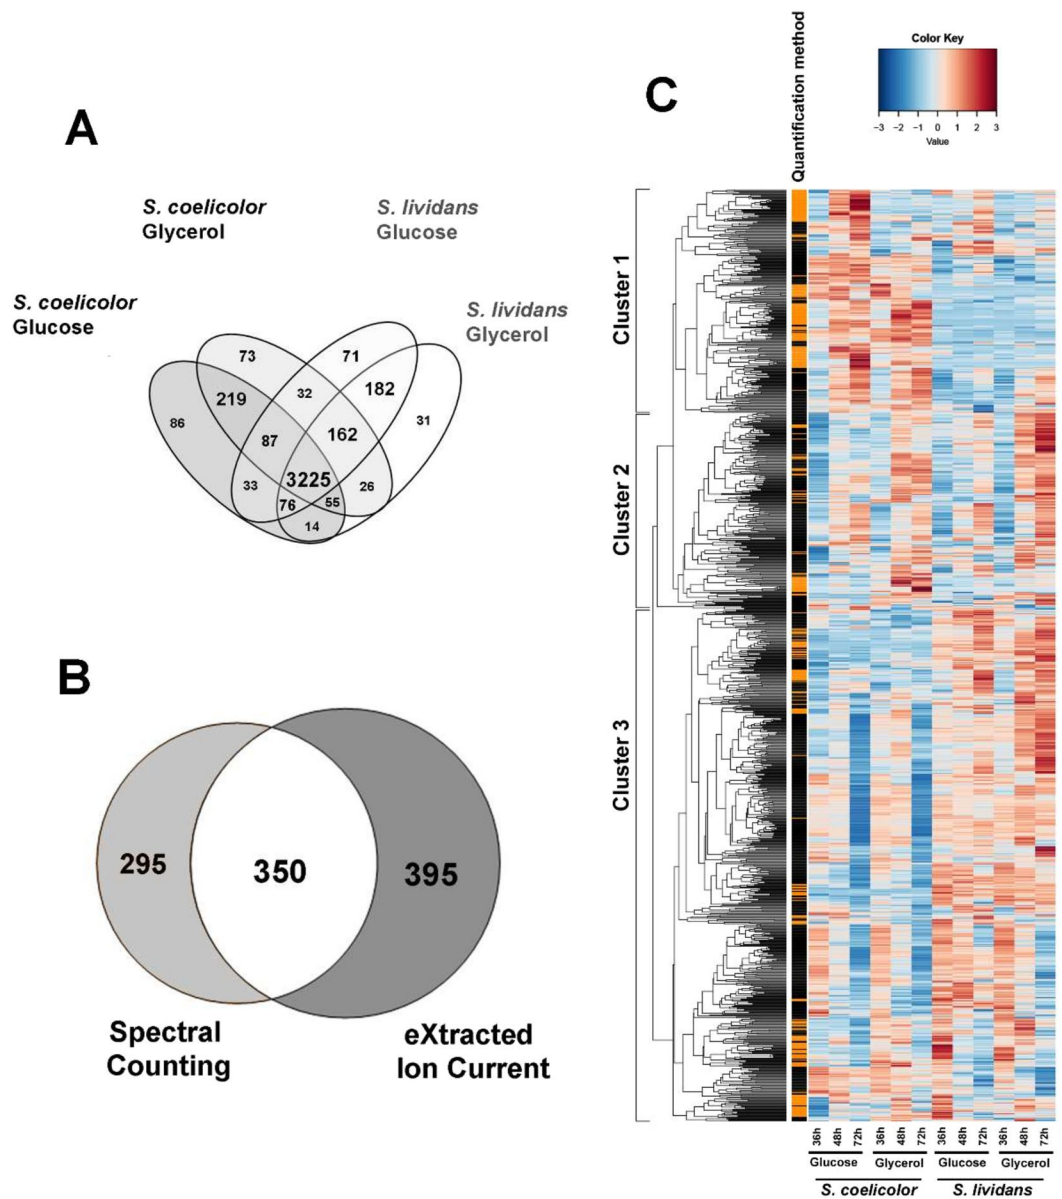 A
S. coelicolor
Glycerol
S. lividans
Glucose
S. coelicolor
Glucose
S. lividans
Glycerol
73
71
219
32
182
86
31
87
162
33
3225
26
76
55
14
B
295
350
395
Spectral
Counting
eXtracted
Ion Current
C
Quantification method
Color Key
−3 −2 −1 0 1 2 3
Value
Cluster 1
Cluster 2
Cluster 3
36h 48h 72h 36h 48h 72h 36h 48h 72h 36h 48h 72h
Glucose Glycerol Glucose Glycerol
S. coelicolor S. lividans